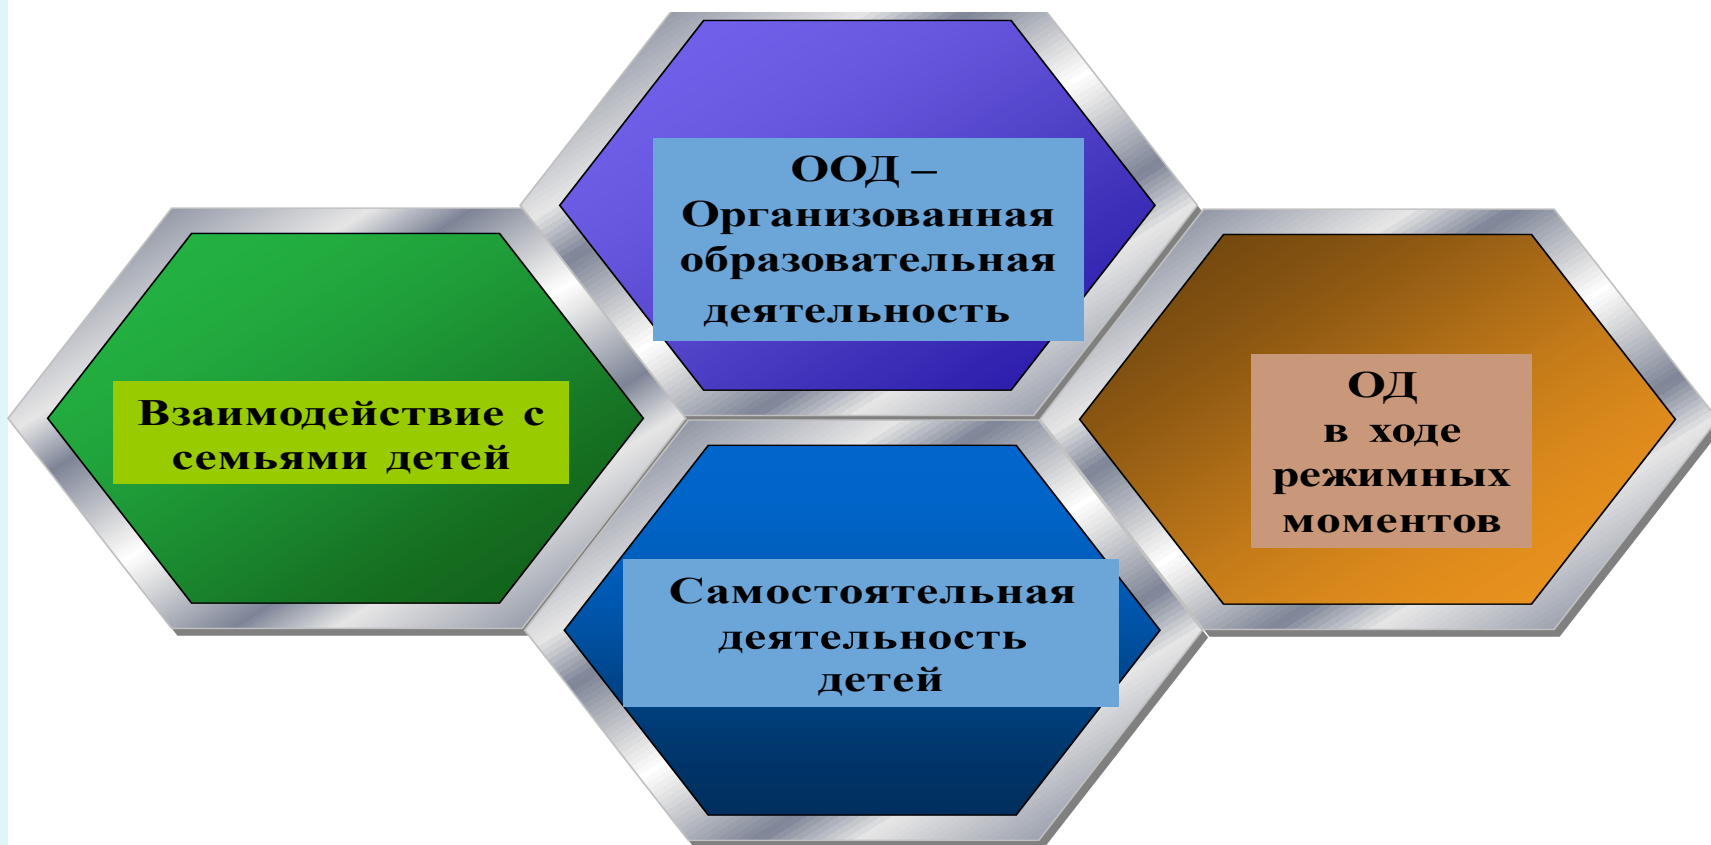 ООД –
Организованная
образовательная
деятельность
Взаимодействие с
семьями детей
ОД
в ходе
режимных
моментов
Самостоятельная
деятельность
детей